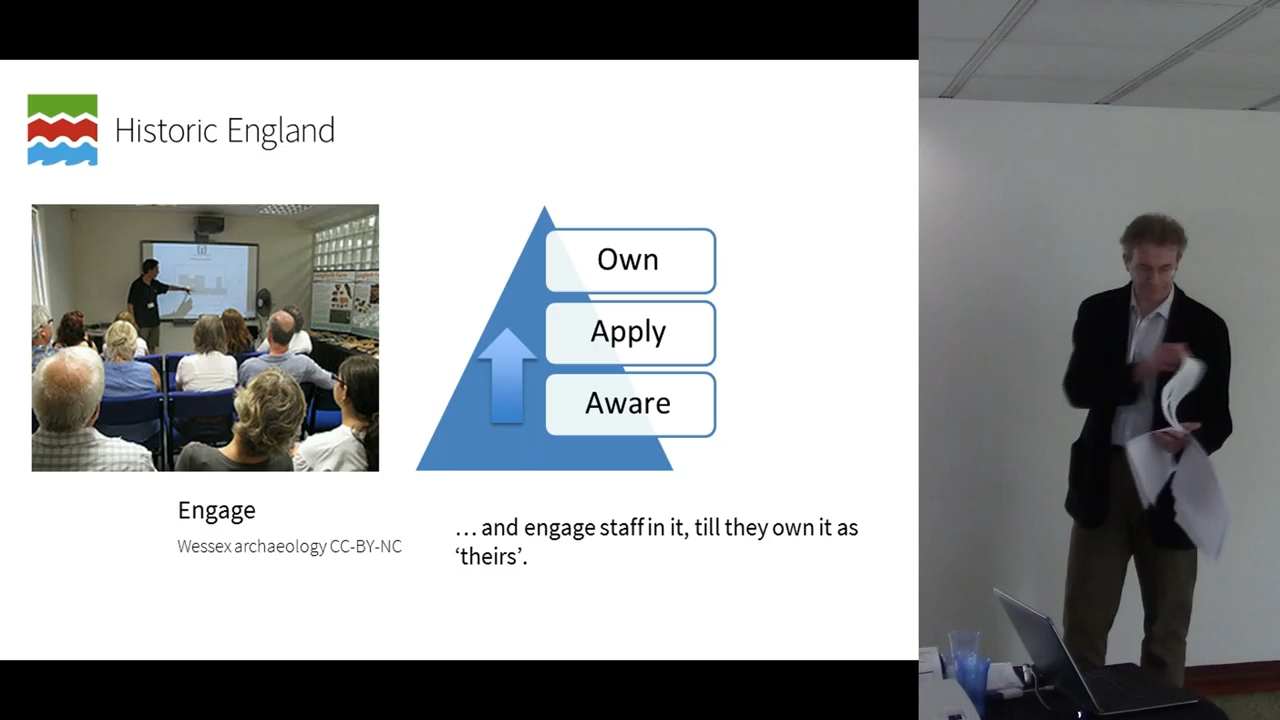 Historic England
Own
Apply
Aware
Engage
Wessex archaeology CC-BY-NC
… and engage staff in it, till they own it as
‘theirs’.